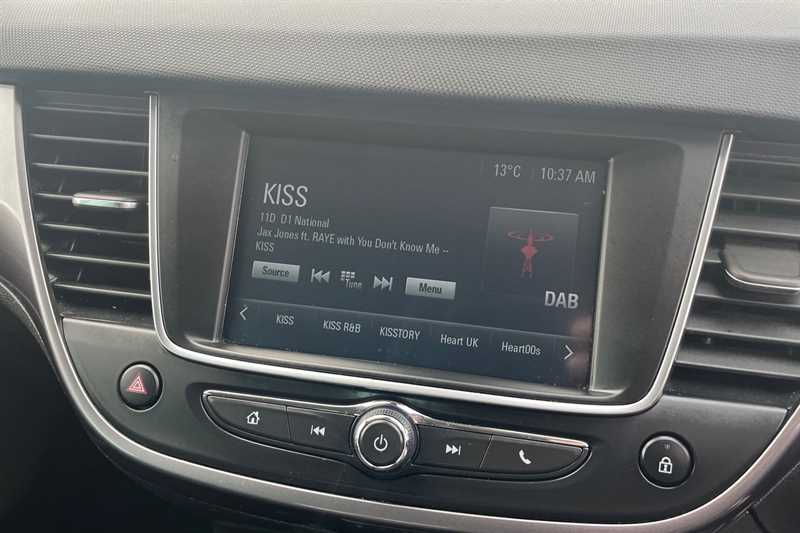 13°C 10:37 AM
KISS
11D D1 National
Jax Jones ft. RAYE with You Don't Know Me --
KISS
Source Tune Menu
DAB
KISS KISS R&B KISSTORY Heart UK Heart00s